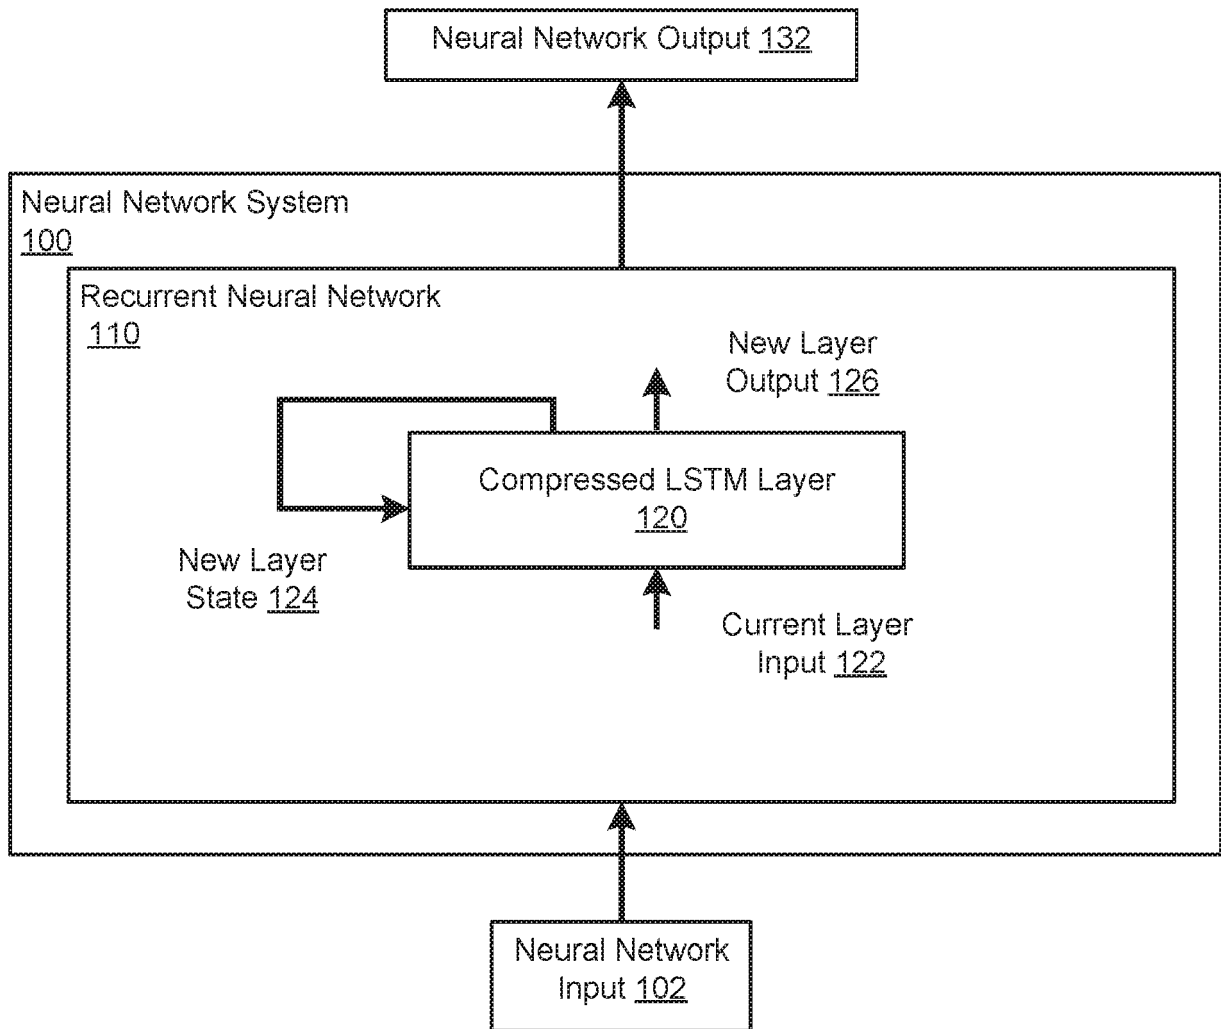 Neural Network Output 132
Neural Network System
100
Recurrent Neural Network
110
New Layer
Output 126
Compressed LSTM Layer
120
New Layer
State 124
Current Layer
Input 122
Neural Network
Input 102